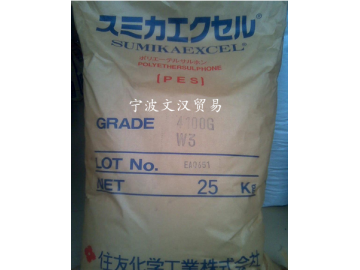 スミカエクセル®
SUMIKAEXCEL®
ポリエーテルサルホン
POLYETHERSULPHONE
[PES]
宁波文汉贸易
GRADE 4100G
W3
LOT No.
NET 25 Kg
住友化学工業株式会社